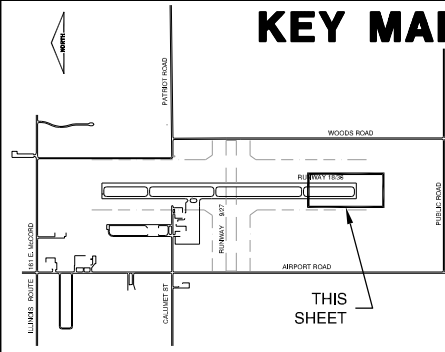 KEY MA
NORTH
PATRIOT ROAD
WOODS ROAD
RUNWAY 18/36
PUBLIC ROAD
RUNWAY 9/27
161 E. McCORD
AIRPORT ROAD
ILLINOIS ROUTE
CALUMET ST
THIS
SHEET